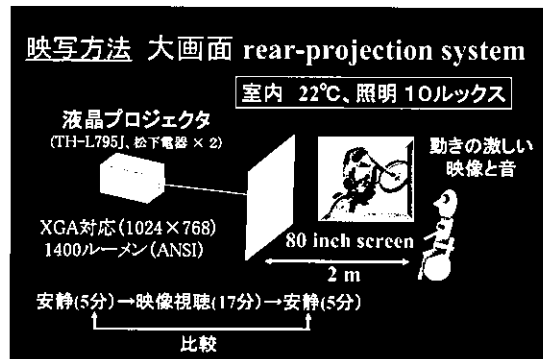 映写方法 大画面 rear-projection system
室内 22℃、照明 10ルックス
液晶プロジェクタ
(TH-L795J、松下電器 × 2)
動きの激しい
映像と音
XGA対応(1024×768)
1400ルーメン(ANSI)
80 inch screen
2 m
安静(5分)→映像視聴(17分)→安静(5分)
比較